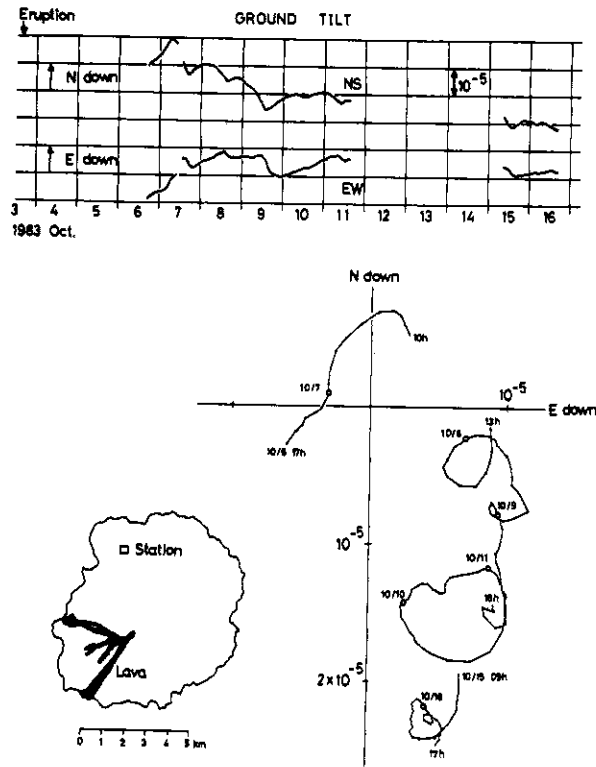 Eruption
GROUND TILT
N down
NS
10⁻⁵
E down
EW
3 4 5 6 7 8 9 10 11 12 13 14 15 16
1983 Oct.
N down
10h
10/7
10⁻⁵
E down
10/6 17h
13h
10/8
10/9
10⁻⁵
10/11
10/10
18h
Station
Lava
2×10⁻⁵
10/15 09h
10/16
17h
0 1 2 3 4 5 km